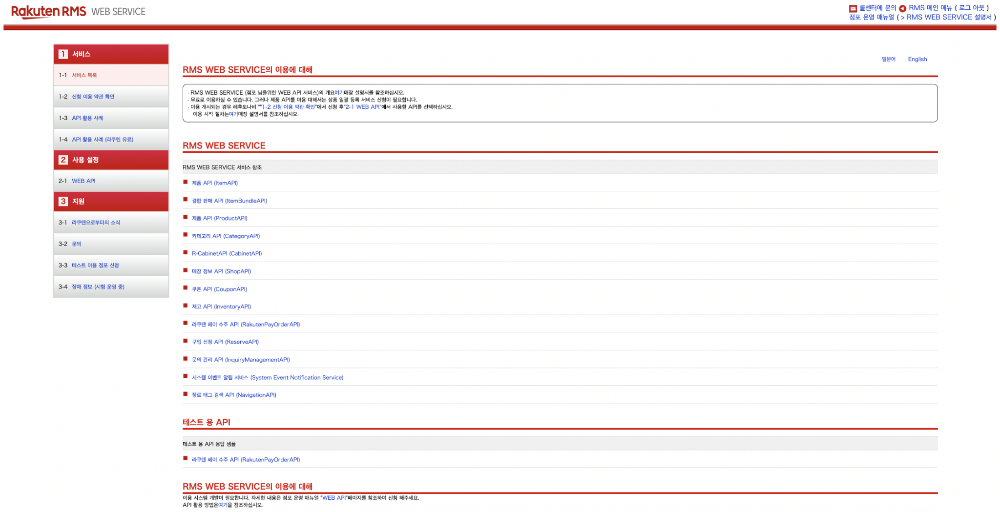 Rakuten RMS WEB SERVICE
콜센터에 문의 RMS 메인 메뉴 ( 로그 아웃 )
점포 운영 매뉴얼 ( > RMS WEB SERVICE 설명서 )
1 서비스
1-1 서비스 목록
1-2 신청 이용 약관 확인
1-3 API 활용 사례
1-4 API 활용 사례 (라쿠텐 유료)
2 사용 설정
2-1 WEB API
3 지원
3-1 라쿠텐으로부터의 소식
3-2 문의
3-3 테스트 이용 점포 신청
3-4 장애 정보 (시험 운영 중)
일본어 English
RMS WEB SERVICE의 이용에 대해
· RMS WEB SERVICE (점포 님을위한 WEB API 서비스)의 개요여기매장 설명서를 참조하십시오.
· 무료로 이용하실 수 있습니다. 그러나 제품 API를 이용 대해서는 상품 일괄 등록 서비스 신청이 필요합니다.
· 이용 개시되는 경우 레후토나비 ""1-2 신청 이용 약관 확인"에서 신청 후"2-1 WEB API"에서 사용할 API를 선택하십시오.
이용 시작 절차는여기매장 설명서를 참조하십시오.
RMS WEB SERVICE
RMS WEB SERVICE 서비스 참조
제품 API (ItemAPI)
결합 판매 API (ItemBundleAPI)
제품 API (ProductAPI)
카테고리 API (CategoryAPI)
R-CabinetAPI (CabinetAPI)
매장 정보 API (ShopAPI)
쿠폰 API (CouponAPI)
재고 API (InventoryAPI)
라쿠텐 페이 수주 API (RakutenPayOrderAPI)
구입 신청 API (ReserveAPI)
문의 관리 API (InquiryManagementAPI)
시스템 이벤트 알림 서비스 (System Event Notification Service)
장르 태그 검색 API (NavigationAPI)
테스트 용 API
테스트 용 API 응답 샘플
라쿠텐 페이 수주 API (RakutenPayOrderAPI)
RMS WEB SERVICE의 이용에 대해
이용 시스템 개발이 필요합니다. 자세한 내용은 점포 운영 매뉴얼 "WEB API"페이지를 참조하여 신청 해주세요.
API 활용 방법은여기을 참조하십시오.